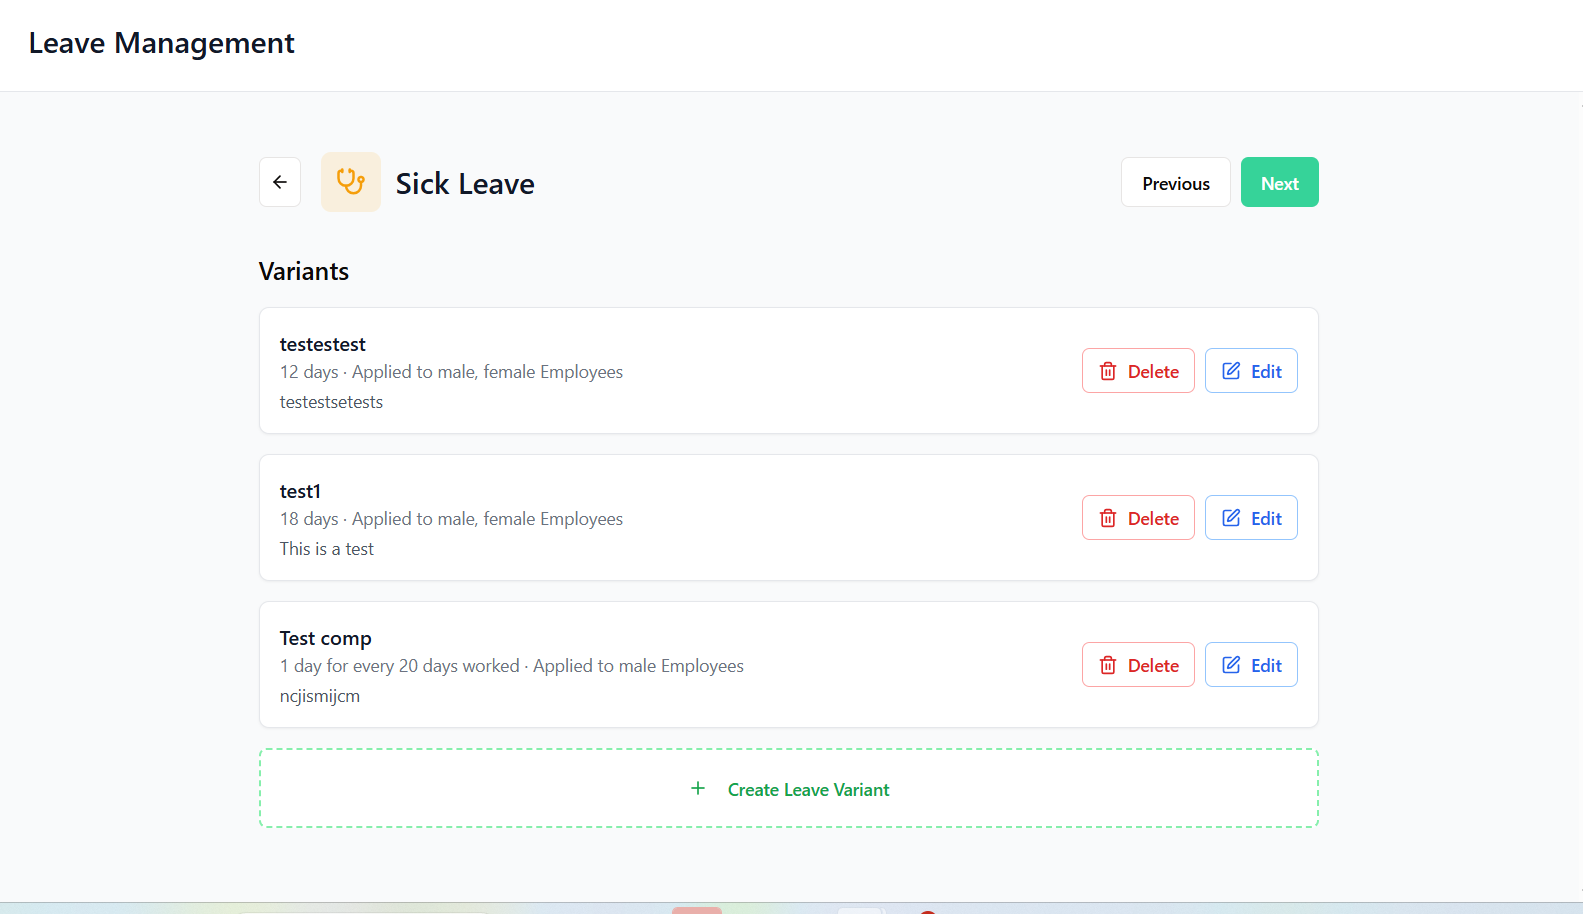 Leave Management
Sick Leave
Previous
Next
Variants
testestest
12 days · Applied to male, female Employees
testestsetests
Delete
Edit
test1
18 days · Applied to male, female Employees
This is a test
Delete
Edit
Test comp
1 day for every 20 days worked · Applied to male Employees
ncjismijcm
Delete
Edit
+ Create Leave Variant